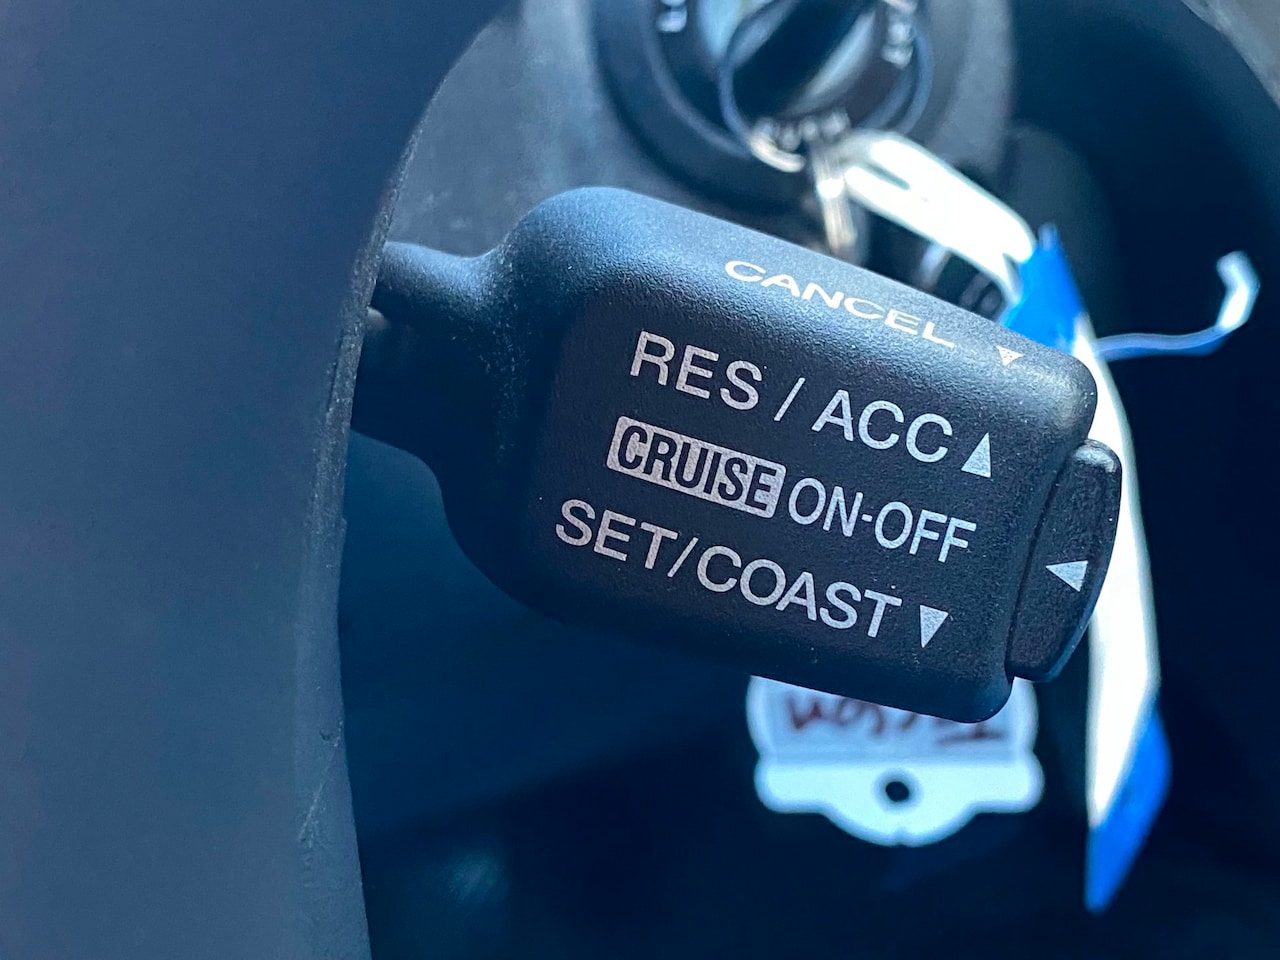 CANCEL ▼
RES / ACC ▲
CRUISE ON-OFF
SET/COAST ▼
◀